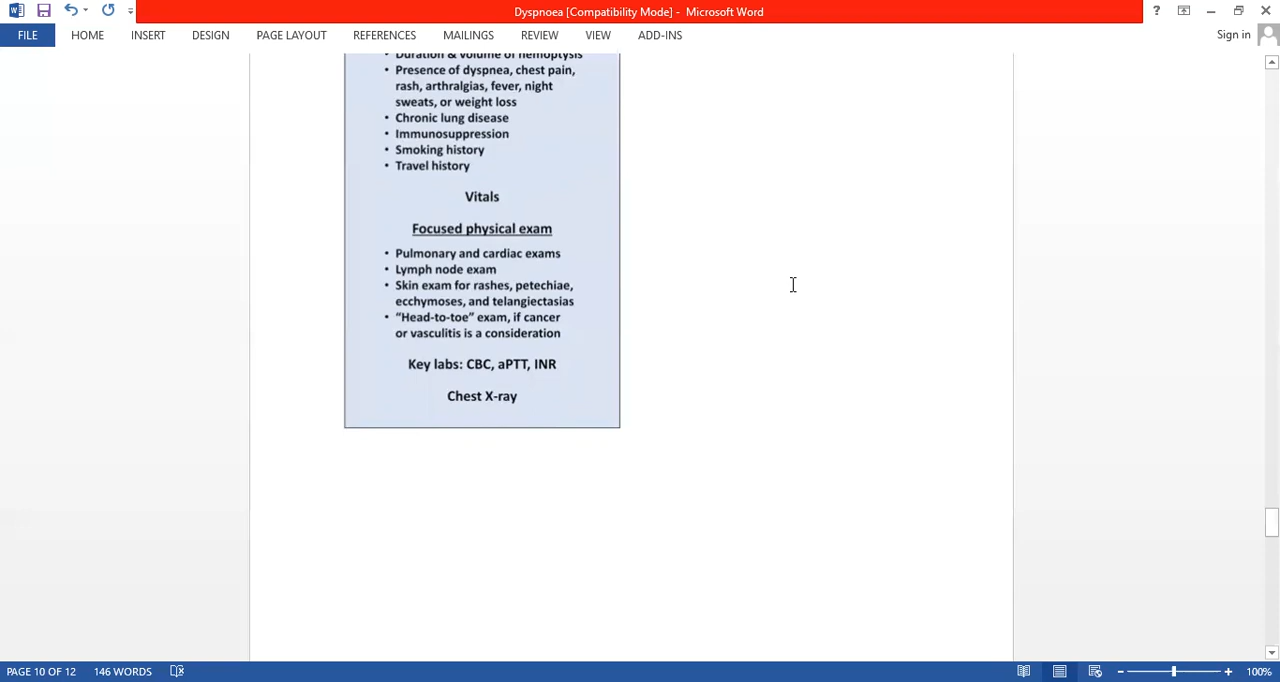 Dyspnoea [Compatibility Mode] - Microsoft Word
?
FILE HOME INSERT DESIGN PAGE LAYOUT REFERENCES MAILINGS REVIEW VIEW ADD-INS Sign in
• Duration & volume of hemoptysis
• Presence of dyspnea, chest pain,
rash, arthralgias, fever, night
sweats, or weight loss
• Chronic lung disease
• Immunosuppression
• Smoking history
• Travel history
Vitals
Focused physical exam
• Pulmonary and cardiac exams
• Lymph node exam
• Skin exam for rashes, petechiae,
ecchymoses, and telangiectasias
• “Head-to-toe” exam, if cancer
or vasculitis is a consideration
Key labs: CBC, aPTT, INR
Chest X-ray
PAGE 10 OF 12 146 WORDS 100%